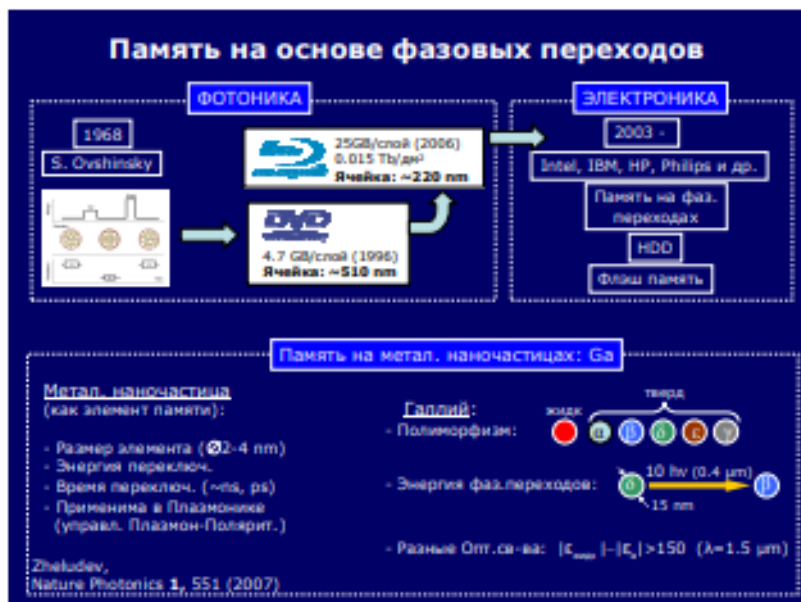 Память на основе фазовых переходов
ФОТОНИКА
1968
S. Ovshinsky
25GB/слой (2006)
0.015 Tb/дм²
Ячейка: ~220 nm
DVD
4.7 GB/слой (1996)
Ячейка: ~510 nm
ЭЛЕКТРОНИКА
2003 -
Intel, IBM, HP, Philips и др.
Память на фаз.
переходах
HDD
Флэш память
Память на метал. наночастицах: Ga
Метал. наночастица
(как элемент памяти):
- Размер элемента (Ø2-4 nm)
- Энергия переключ.
- Время переключ. (~ns, ps)
- Применима в Плазмонике
(управл. Плазмон-Полярит.)
Zheludev,
Nature Photonics 1, 551 (2007)
Галлий:
жидк
тверд
- Полиморфизм:
α β δ ε γ
- Энергия фаз.переходов:
δ
10 hν (0.4 μm)
β
15 nm
- Разные Опт.св-ва: |ε жидк |-|ε α |>150 (λ=1.5 μm)